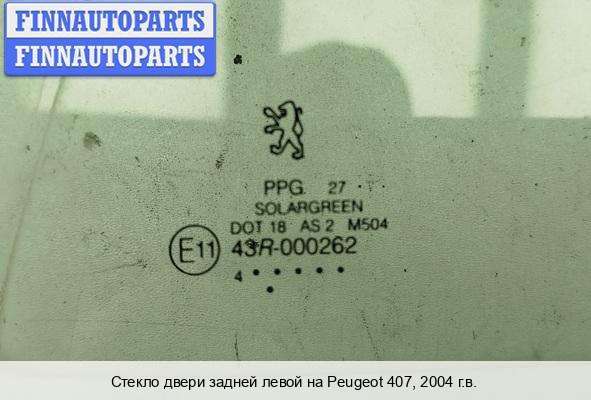 FINNAUTOPARTS
FINNAUTOPARTS
PPG 27
SOLARGREEN
DOT 18 AS 2 M504
E11 43R-000262
4
Стекло двери задней левой на Peugeot 407, 2004 г.в.